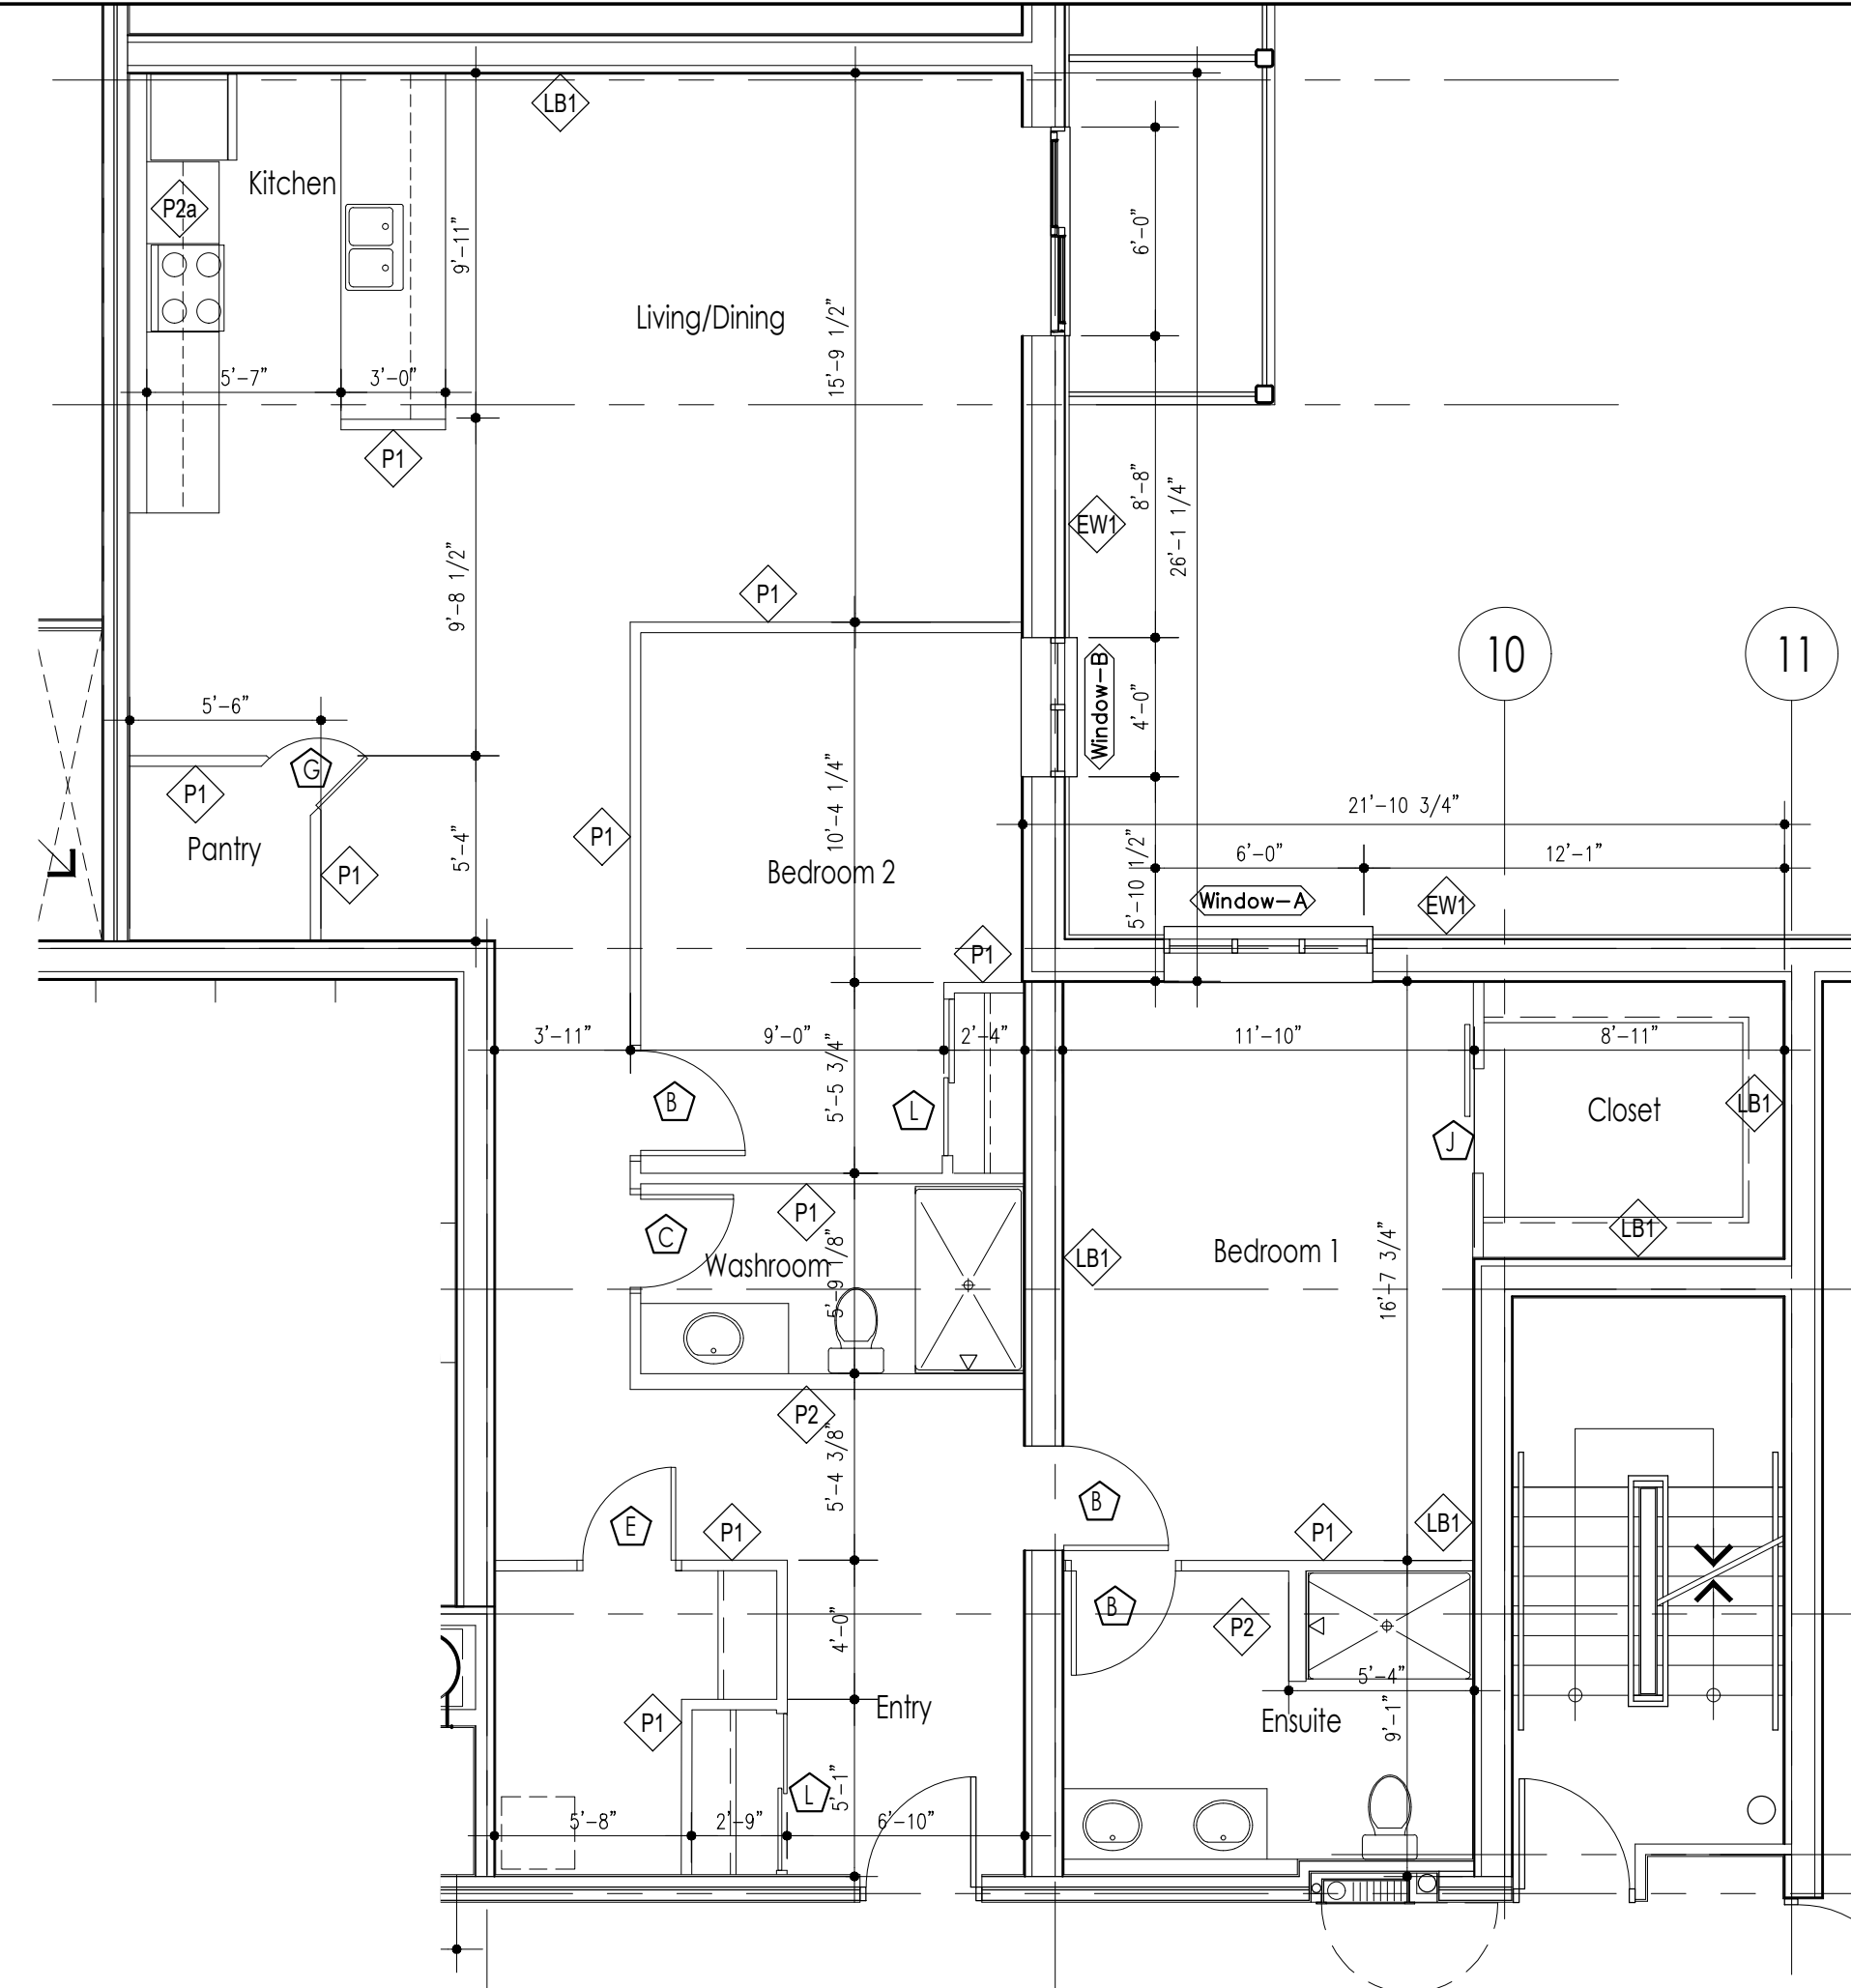 LB1
Kitchen
P2a
9'-11"
6'-0"
Living/Dining
15'-9 1/2"
5'-7"
3'-0"
P1
8'-8"
EW1
26'-1 1/4"
9'-8 1/2"
P1
10
11
Window-B
4'-0"
5'-6"
G
P1
10'-4 1/4"
21'-10 3/4"
P1
5'-4"
Pantry
P1
Bedroom 2
5'-10 1/2"
6'-0"
12'-1"
Window-A
EW1
P1
3'-11"
9'-0"
2'-4"
11'-10"
8'-11"
5'-5 3/4"
B
L
J
Closet
LB1
P1
C
Washroom
5'-9 1/8"
LB1
Bedroom 1
16'-7 3/4"
LB1
P2
5'-4 3/8"
E
P1
B
P1
LB1
B
P2
4'-0"
5'-4"
P1
Entry
Ensuite
9'-1"
L
5'-1"
5'-8"
2'-9"
6'-10"